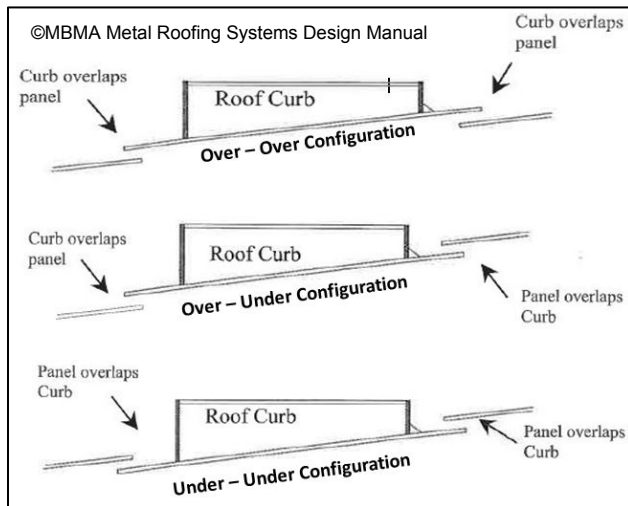 ©MBMA Metal Roofing Systems Design Manual
Curb overlaps
panel
Curb overlaps
panel
Roof Curb
Over – Over Configuration
Curb overlaps
panel
Roof Curb
Over – Under Configuration
Panel overlaps
Curb
Panel overlaps
Curb
Roof Curb
Panel overlaps
Curb
Under – Under Configuration